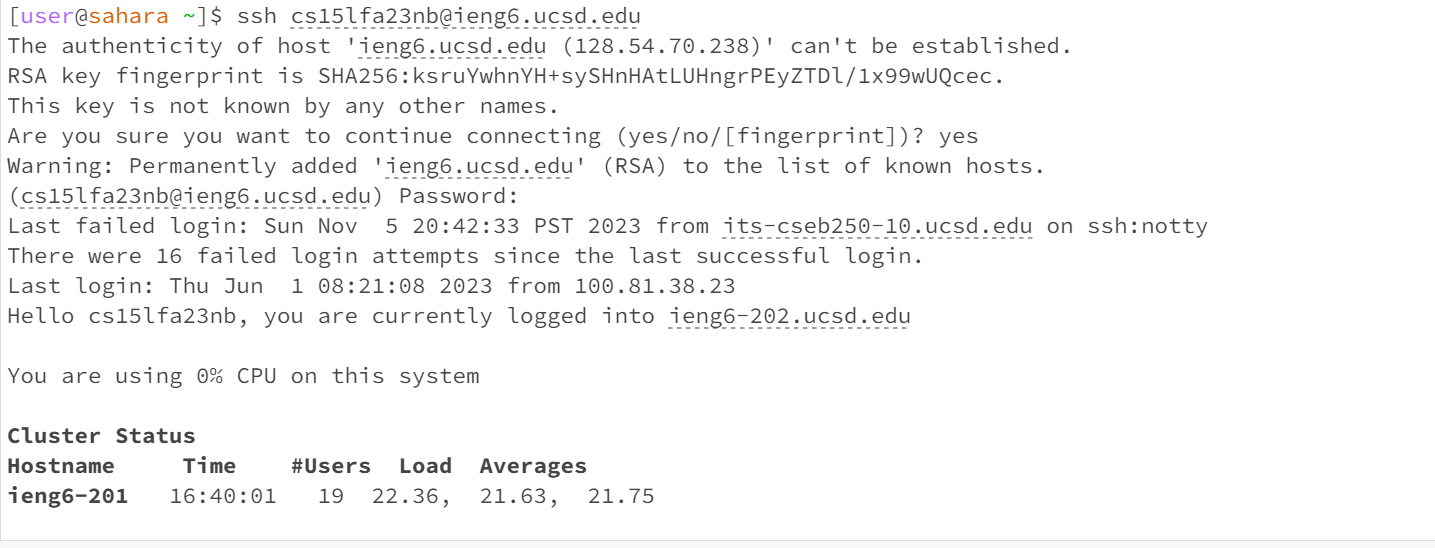 [user@sahara ~]$ ssh cs15lfa23nb@ieng6.ucsd.edu
The authenticity of host 'ieng6.ucsd.edu (128.54.70.238)' can't be established.
RSA key fingerprint is SHA256:ksruYwhnYH+sySHnHAtLUHngrPEyZTDl/1x99wUQcec.
This key is not known by any other names.
Are you sure you want to continue connecting (yes/no/[fingerprint])? yes
Warning: Permanently added 'ieng6.ucsd.edu' (RSA) to the list of known hosts.
(cs15lfa23nb@ieng6.ucsd.edu) Password:
Last failed login: Sun Nov  5 20:42:33 PST 2023 from its-cseb250-10.ucsd.edu on ssh:notty
There were 16 failed login attempts since the last successful login.
Last login: Thu Jun  1 08:21:08 2023 from 100.81.38.23
Hello cs15lfa23nb, you are currently logged into ieng6-202.ucsd.edu
You are using 0% CPU on this system
Cluster Status
Hostname     Time    #Users  Load  Averages
ieng6-201   16:40:01   19  22.36,  21.63,  21.75